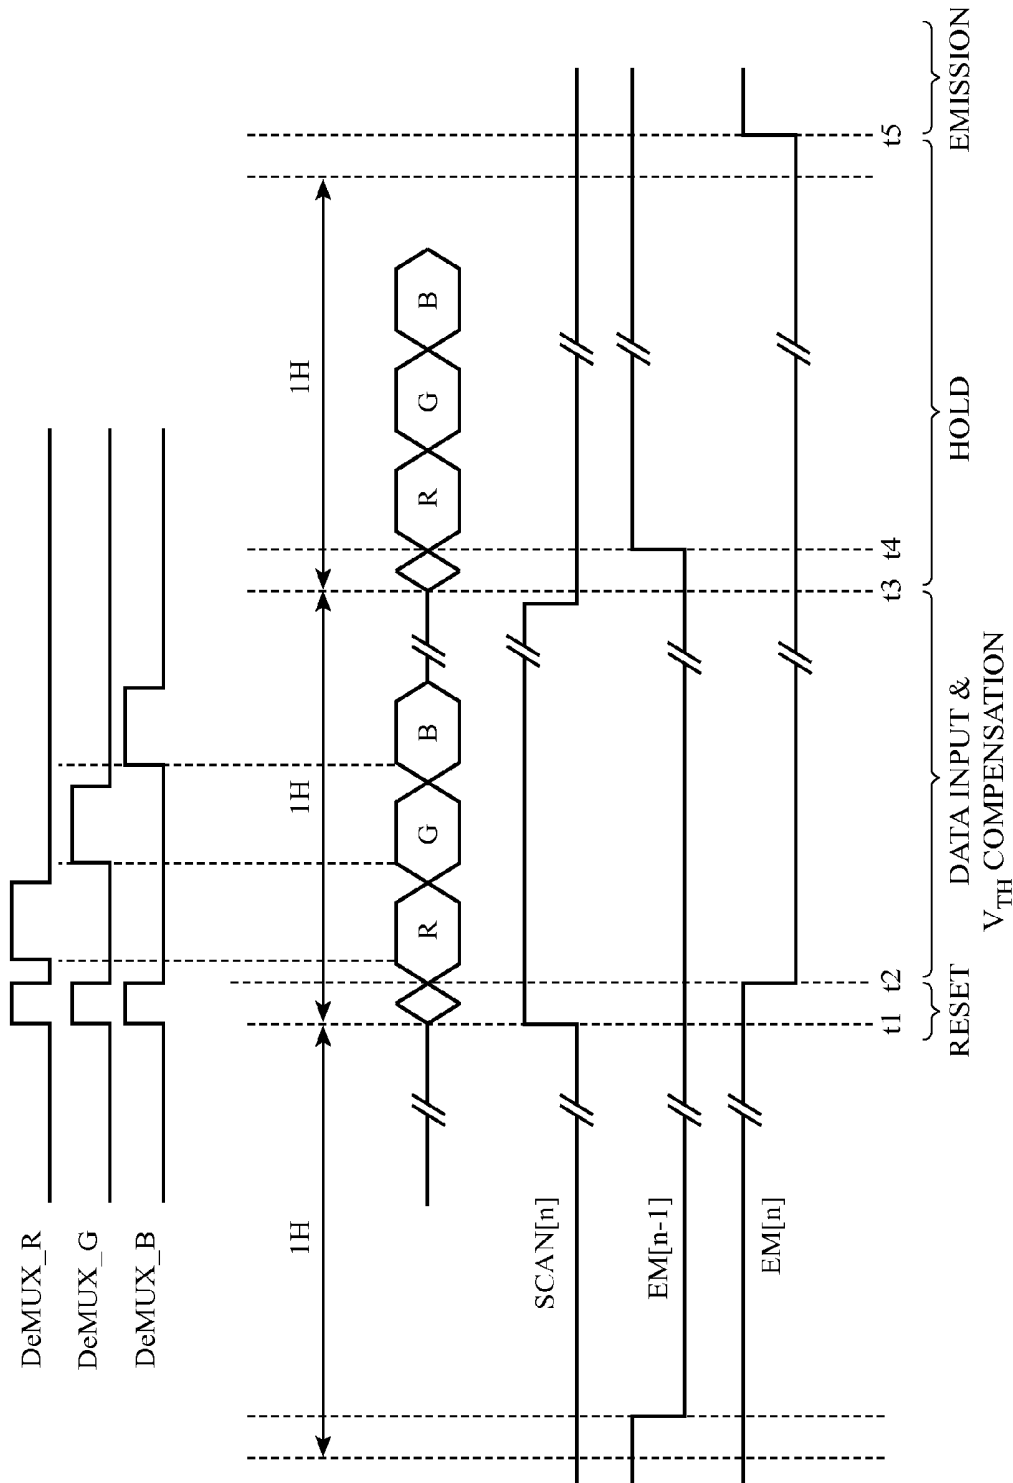 DeMUX_R
DeMUX_G
DeMUX_B
1H
1H
1H
R
G
B
R
G
B
SCAN[n]
EM[n-1]
EM[n]
t1
t2
t3
t4
t5
RESET
DATA INPUT &
VTH COMPENSATION
HOLD
EMISSION